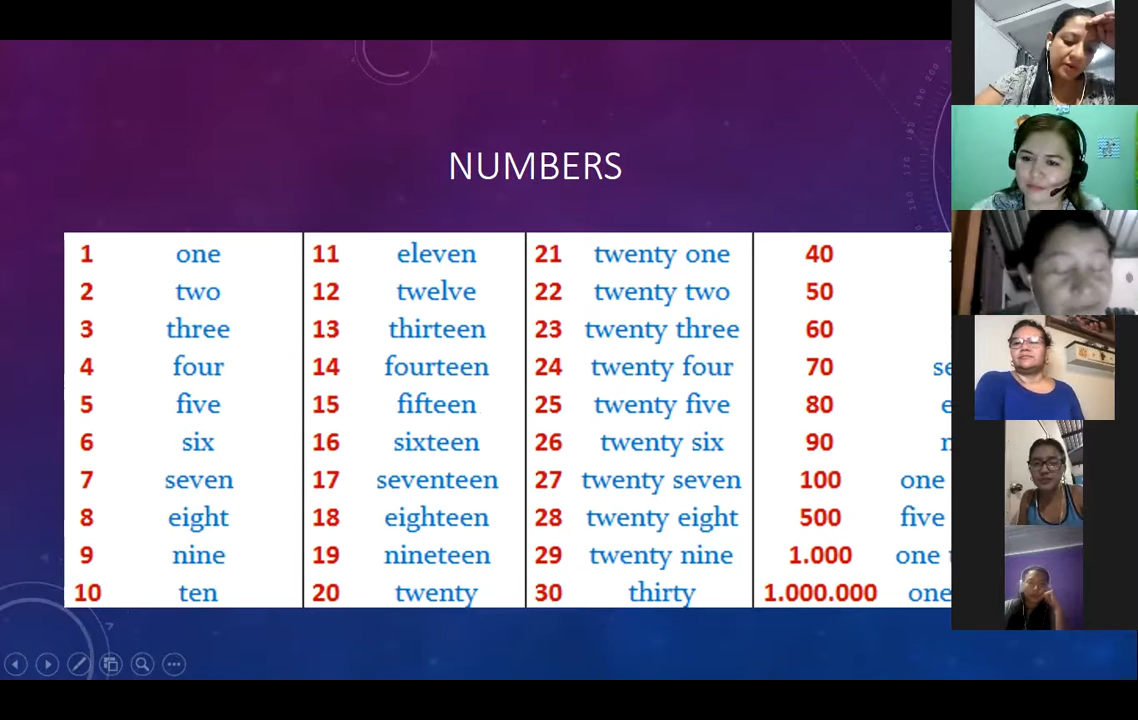 NUMBERS
1 one 11 eleven 21 twenty one 40
2 two 12 twelve 22 twenty two 50
3 three 13 thirteen 23 twenty three 60
4 four 14 fourteen 24 twenty four 70
5 five 15 fifteen 25 twenty five 80
6 six 16 sixteen 26 twenty six 90
7 seven 17 seventeen 27 twenty seven 100 one
8 eight 18 eighteen 28 twenty eight 500 five
9 nine 19 nineteen 29 twenty nine 1.000 one
10 ten 20 twenty 30 thirty 1.000.000 one